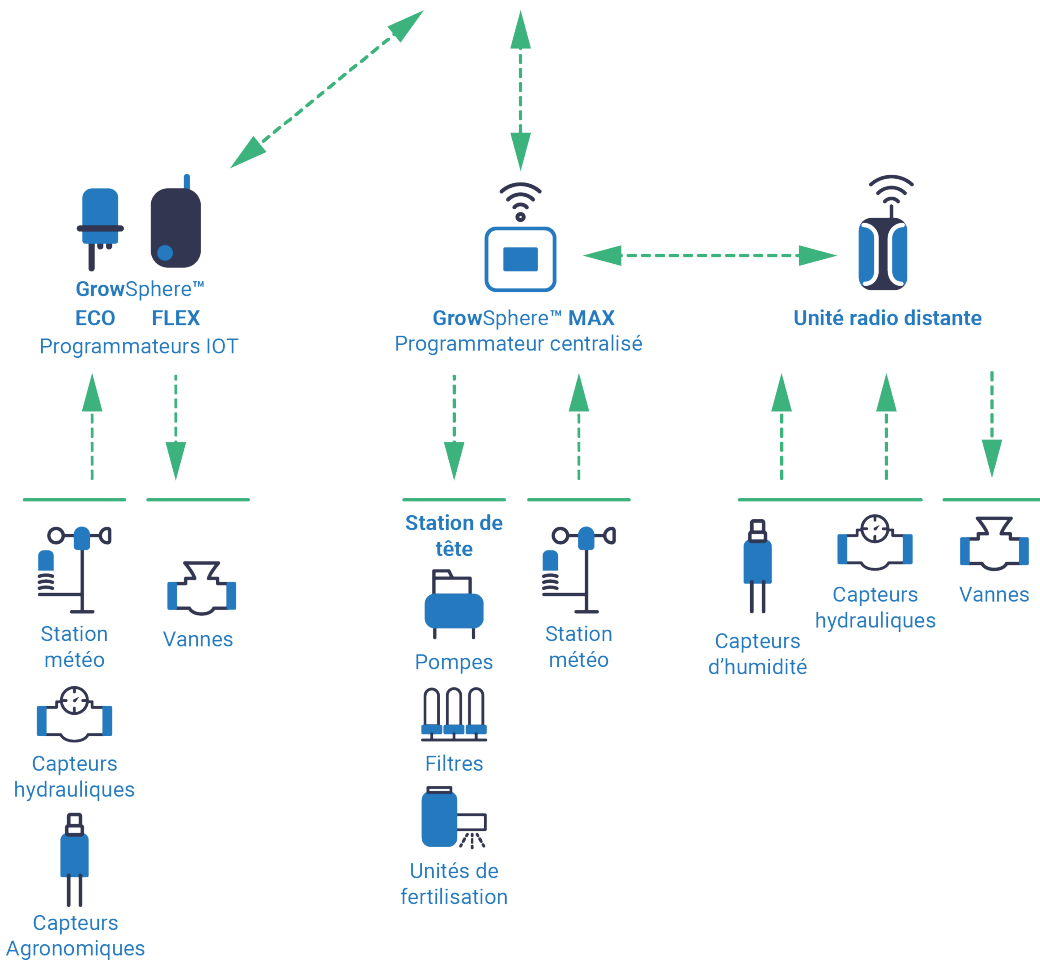 GrowSphere™
ECO FLEX
Programmateurs IOT
GrowSphere™ MAX
Programmateur centralisé
Unité radio distante
Station
météo
Capteurs
hydrauliques
Capteurs
Agronomiques
Vannes
Station de
tête
Pompes
Filtres
Unités de
fertilisation
Station
météo
Capteurs
d’humidité
Capteurs
hydrauliques
Vannes